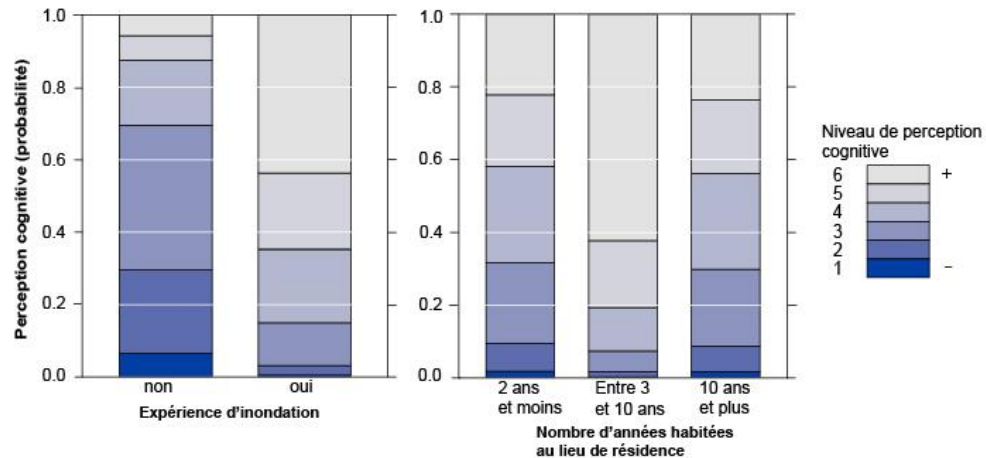 Perception cognitive (probabilité)
1.0
0.8
0.6
0.4
0.2
0.0
non
oui
Expérience d'inondation
1.0
0.8
0.6
0.4
0.2
0.0
2 ans
et moins
Entre 3
et 10 ans
10 ans
et plus
Nombre d'années habitées
au lieu de résidence
Niveau de perception
cognitive
6 +
5
4
3
2
1 −